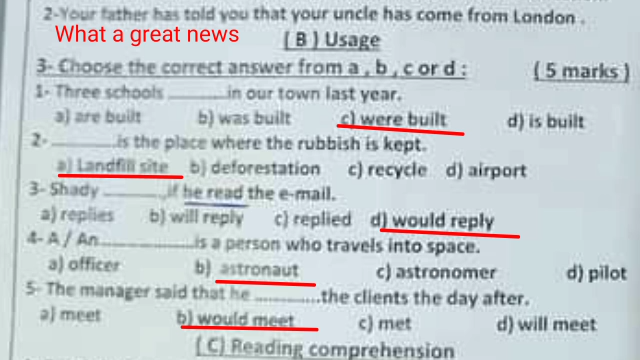 2-Your father has told you that your uncle has come from London .
What a great news
( B ) Usage
3- Choose the correct answer from a , b , c or d : ( 5 marks )
1- Three schools ............in our town last year.
a) are built b) was built c) were built d) is built
2- ............is the place where the rubbish is kept.
a) Landfill site b) deforestation c) recycle d) airport
3- Shady ............if he read the e-mail.
a) replies b) will reply c) replied d) would reply
4- A / An..................is a person who travels into space.
a) officer b) astronaut c) astronomer d) pilot
5- The manager said that he .............the clients the day after.
a) meet b) would meet c) met d) will meet
( C) Reading comprehension